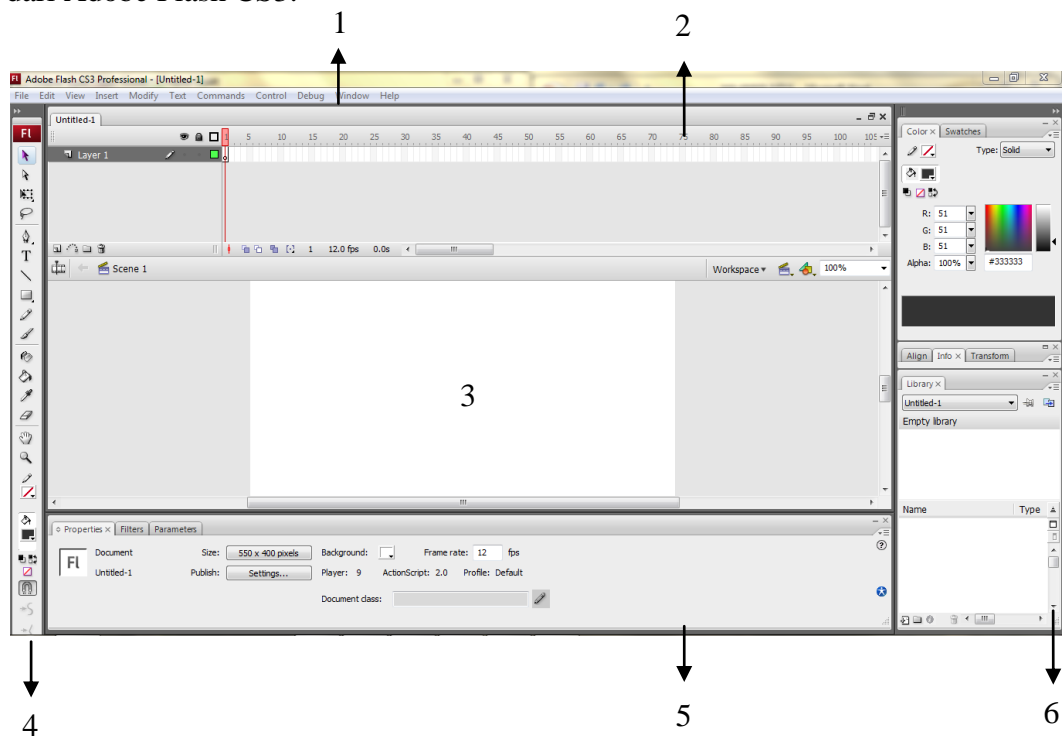 dari Adobe Flash CS3.
1
2
Fl Adobe Flash CS3 Professional - [Untitled-1]
File Edit View Insert Modify Text Commands Control Debug Window Help
Untitled-1
Fl
1 5 10 15 20 25 30 35 40 45 50 55 60 65 70 75 80 85 90 95 100 105
Layer 1
1 12.0 fps 0.0s
Scene 1
Workspace 100%
T
3
Properties × Filters Parameters
Fl
Document Size: 550 x 400 pixels Background: Frame rate: 12 fps
Untitled-1 Publish: Settings... Player: 9 ActionScript: 2.0 Profile: Default
Document class:
Color × Swatches
Type: Solid
R: 51
G: 51
B: 51
Alpha: 100% #333333
Align Info × Transform
Library ×
Untitled-1
Empty library
Name Type
4
5
6